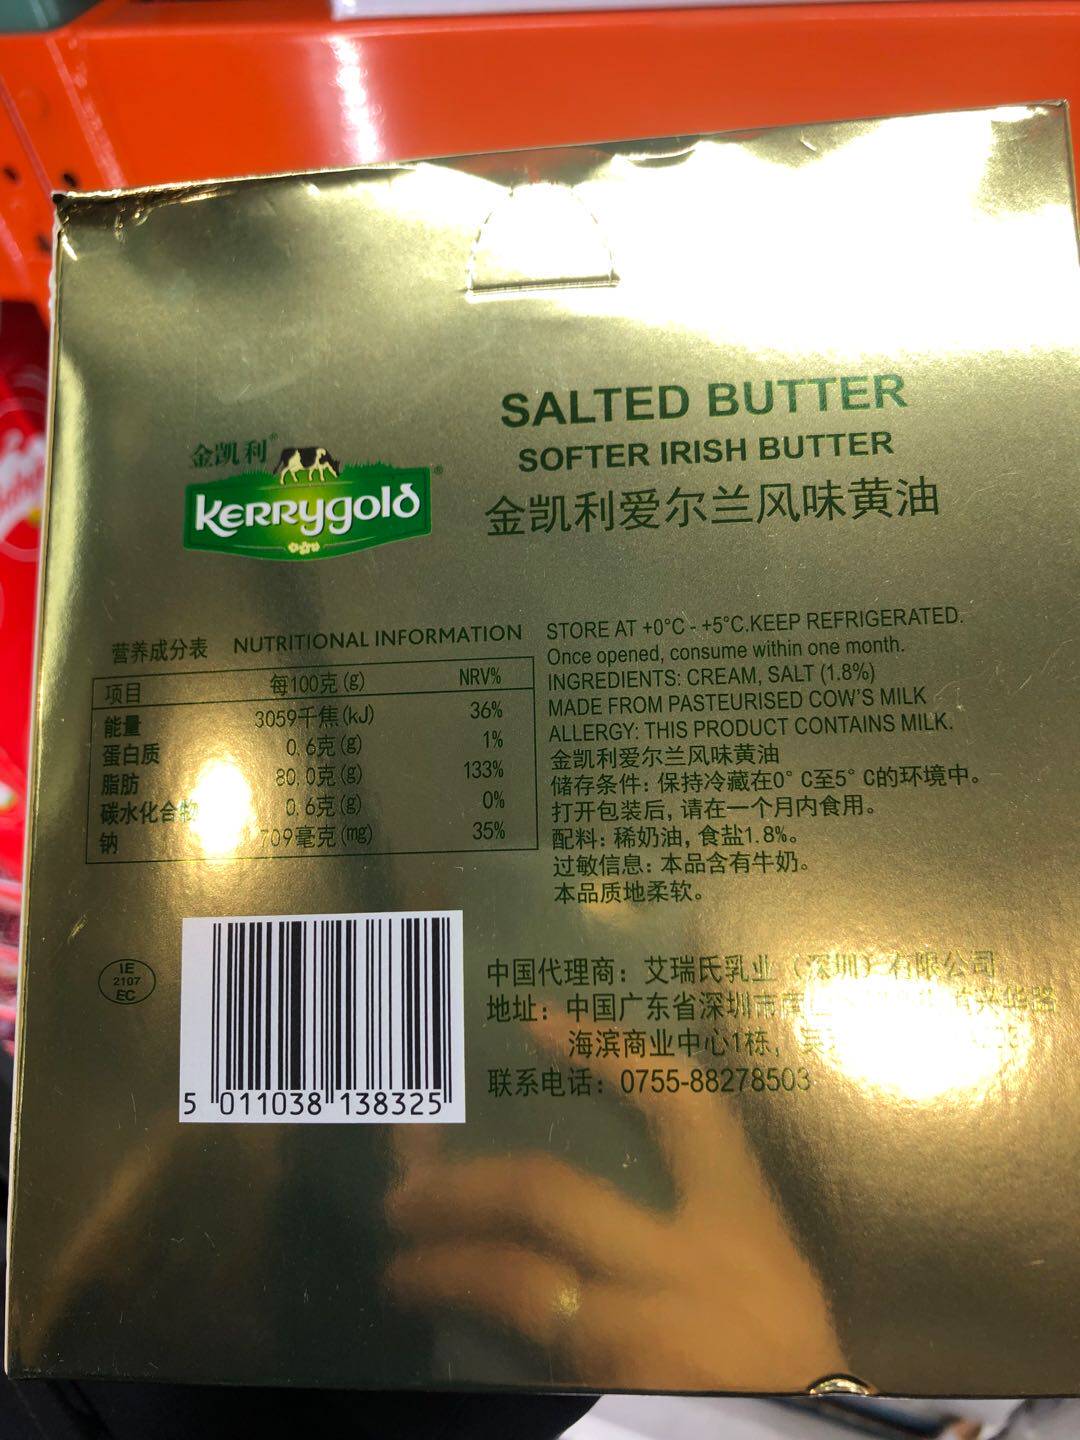 SALTED BUTTER
SOFTER IRISH BUTTER
金凯利爱尔兰风味黄油
金凯利®
Kerrygold®
营养成分表 NUTRITIONAL INFORMATION
项目 每100克(g) NRV%
能量 3059千焦(kJ) 36%
蛋白质 0.6克(g) 1%
脂肪 80.0克(g) 133%
碳水化合物 0.6克(g) 0%
钠 709毫克(mg) 35%
STORE AT +0°C - +5°C.KEEP REFRIGERATED.
Once opened, consume within one month.
INGREDIENTS: CREAM, SALT (1.8%)
MADE FROM PASTEURISED COW'S MILK
ALLERGY: THIS PRODUCT CONTAINS MILK.
金凯利爱尔兰风味黄油
储存条件：保持冷藏在0°C至5°C的环境中。
打开包装后，请在一个月内食用。
配料：稀奶油，食盐1.8%。
过敏信息：本品含有牛奶。
本品质地柔软。
IE
2107
EC
5 011038 138325
中国代理商：艾瑞氏乳业（深圳）有限公司
地址：中国广东省深圳市南
海滨商业中心1栋，
联系电话：0755-88278503